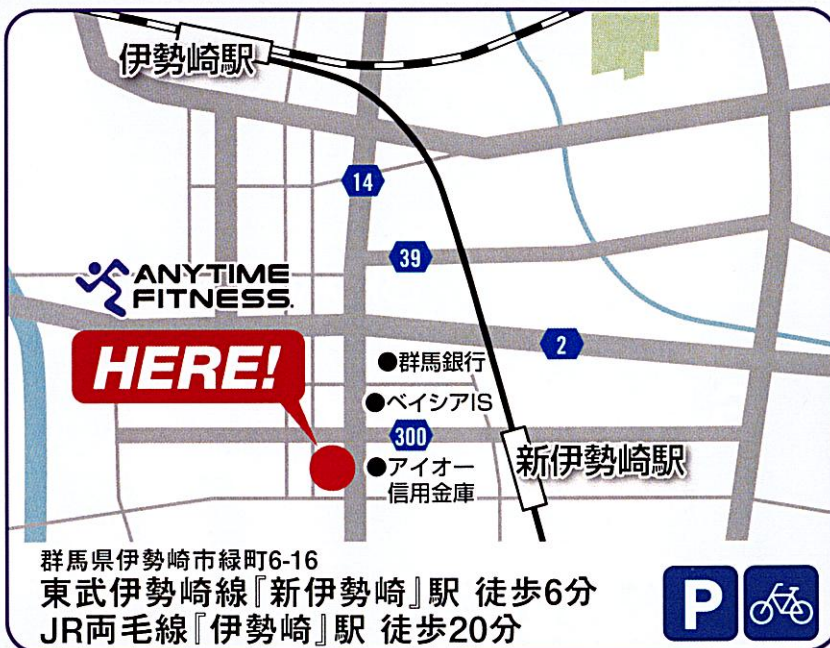 伊勢崎駅
14
39
ANYTIME
FITNESS.
HERE!
2
●群馬銀行
●ベイシアIS
300
●アイオー
信用金庫
新伊勢崎駅
群馬県伊勢崎市緑町6-16
東武伊勢崎線『新伊勢崎』駅 徒歩6分
JR両毛線『伊勢崎』駅 徒歩20分
P